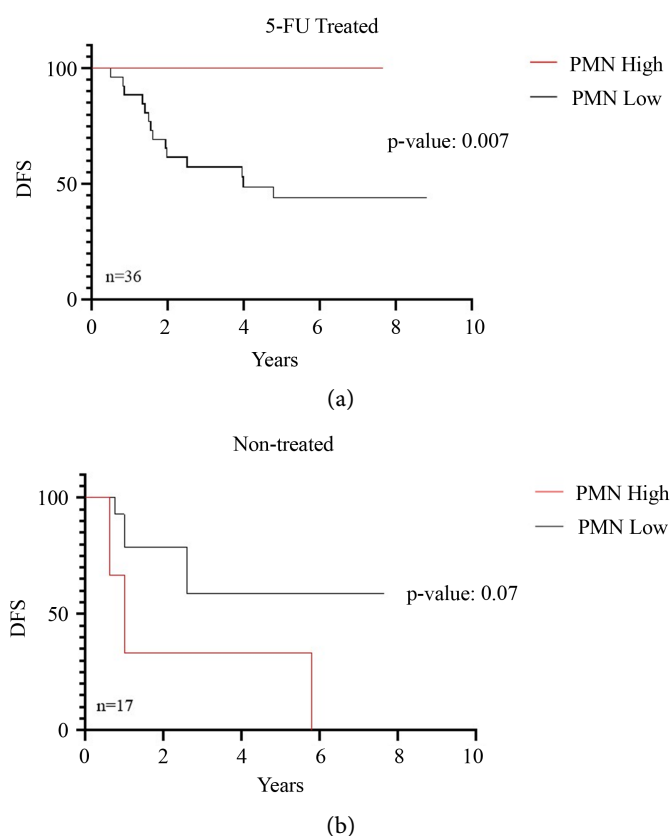 5-FU Treated
PMN High
PMN Low
p-value: 0.007
100
50
0
DFS
n=36
0 2 4 6 8 10
Years
(a)
Non-treated
PMN High
PMN Low
p-value: 0.07
100
50
0
DFS
n=17
0 2 4 6 8 10
Years
(b)